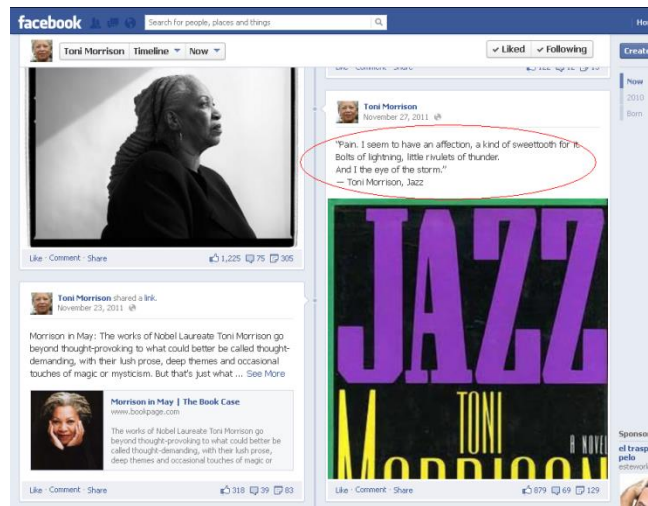 facebook
Search for people, places and things
Toni Morrison Timeline Now
Liked Following
Like · Comment · Share
1,225 75 305
Toni Morrison shared a link.
November 23, 2011
Morrison in May: The works of Nobel Laureate Toni Morrison go
beyond thought-provoking to what could better be called thought-
demanding, with their lush prose, deep themes and occasional
touches of magic or mysticism. But that's just what ... See More
Morrison in May | The Book Case
www.bookpage.com
The works of Nobel Laureate Toni Morrison go
beyond thought-provoking to what could better be
called thought-demanding, with their lush prose,
deep themes and occasional touches of magic or
Like · Comment · Share
318 39 83
Like · Comment · Share
Toni Morrison
November 27, 2011
"Pain. I seem to have an affection, a kind of sweettooth for it.
Bolts of lightning, little rivulets of thunder.
And I the eye of the storm."
― Toni Morrison, Jazz
JAZZ
TONI
A NOVEL
MORRISON
Like · Comment · Share
879 69 129
Create
Now
2010
Born
Sponso
el trasp
pelo